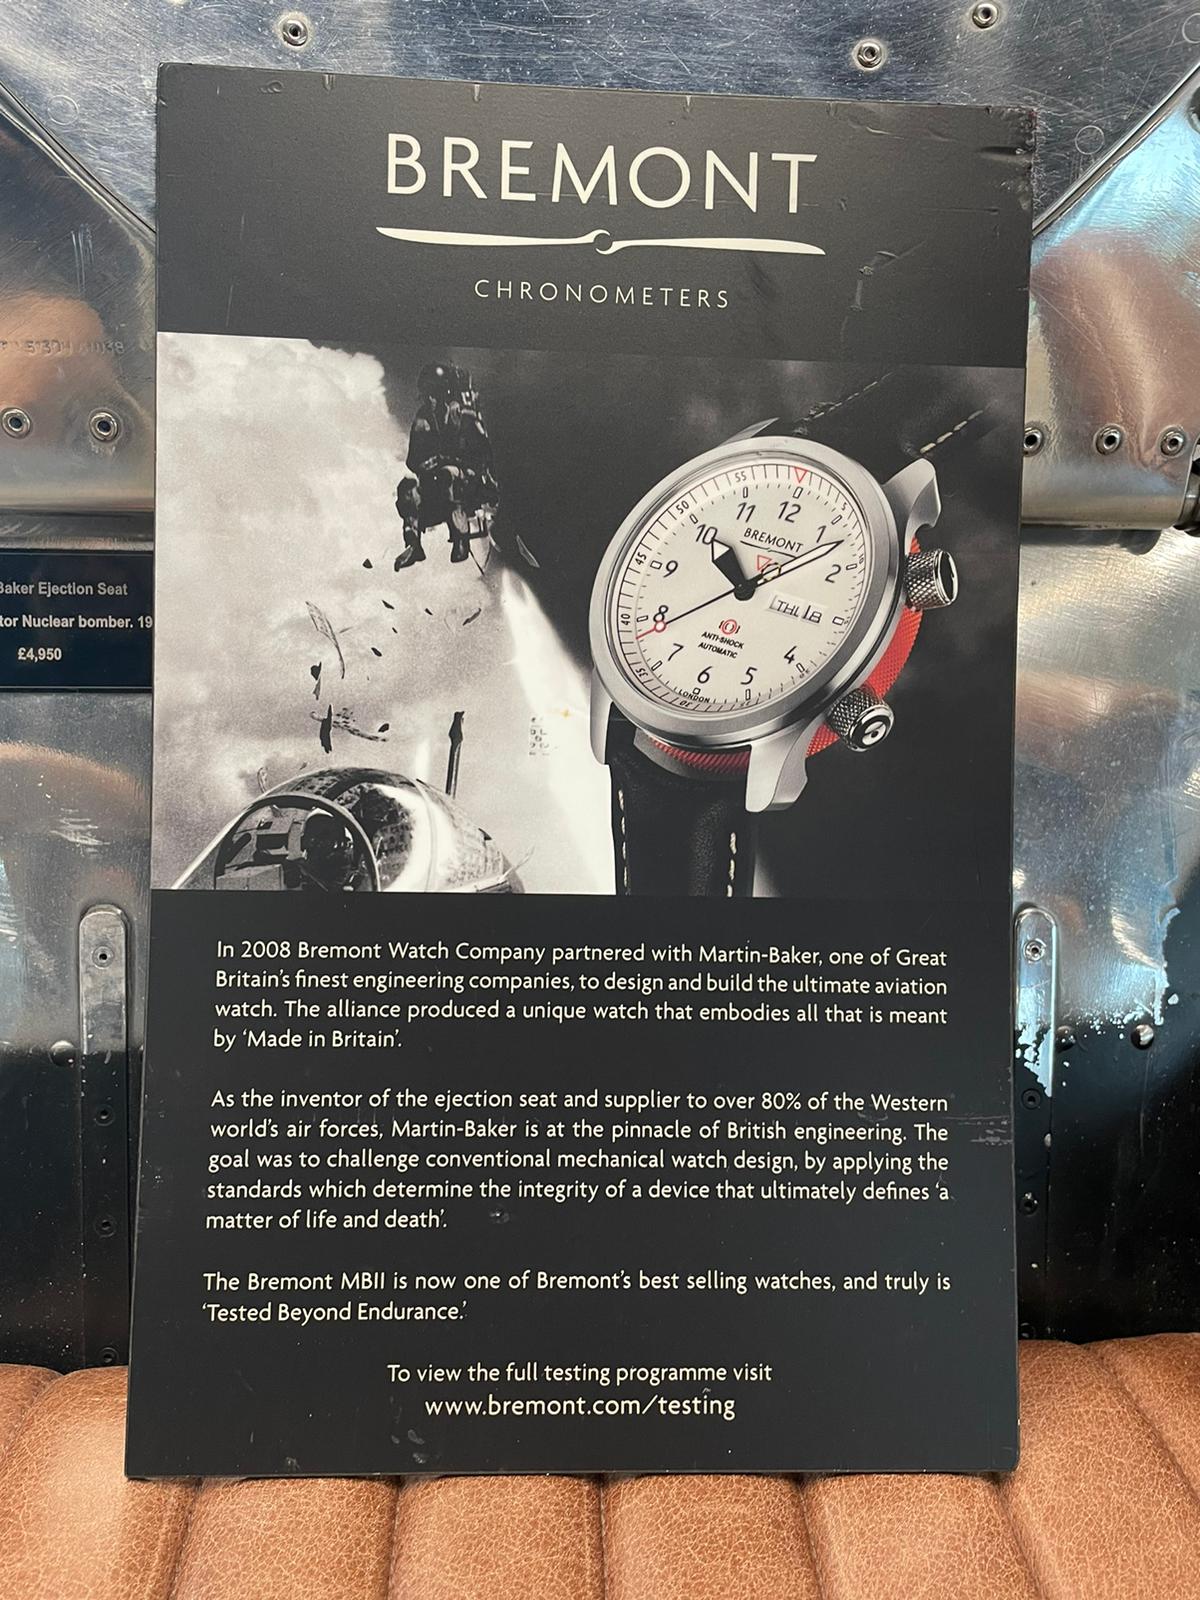 BREMONT
CHRONOMETERS
55
50
45
40
35
30
11
12
1
10
BREMONT
9
2
THU 18
8
ANTI-SHOCK
AUTOMATIC
7
6
5
4
LONDON
Baker Ejection Seat
tor Nuclear bomber. 19
£4,950
In 2008 Bremont Watch Company partnered with Martin-Baker, one of Great
Britain's finest engineering companies, to design and build the ultimate aviation
watch. The alliance produced a unique watch that embodies all that is meant
by 'Made in Britain'.
As the inventor of the ejection seat and supplier to over 80% of the Western
world's air forces, Martin-Baker is at the pinnacle of British engineering. The
goal was to challenge conventional mechanical watch design, by applying the
standards which determine the integrity of a device that ultimately defines 'a
matter of life and death'.
The Bremont MBII is now one of Bremont's best selling watches, and truly is
'Tested Beyond Endurance.'
To view the full testing programme visit
www.bremont.com/testing